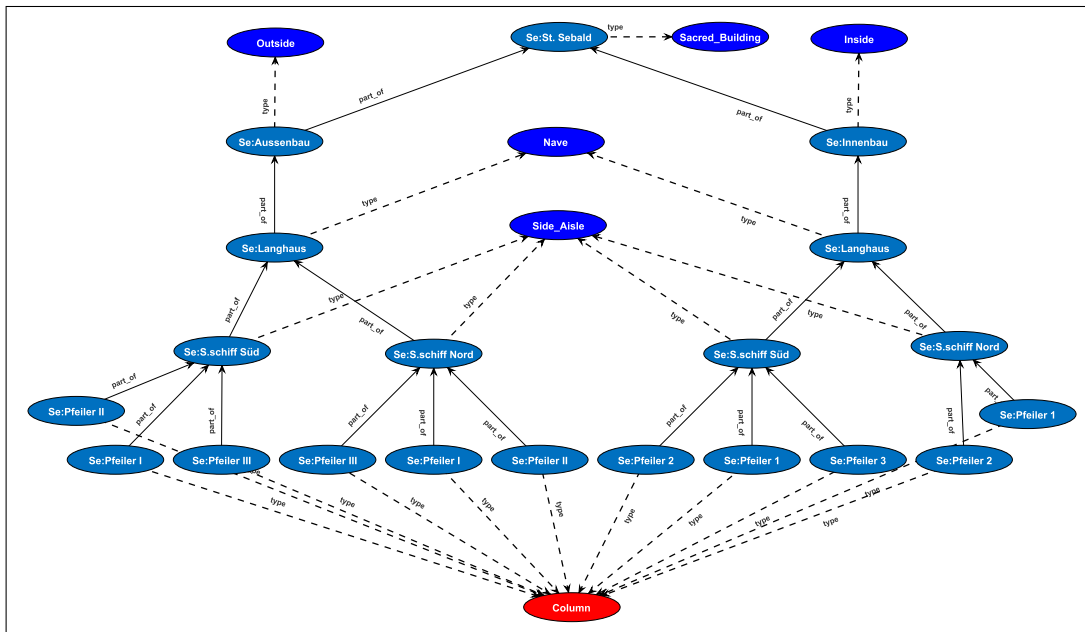 type
Outside
Se:St. Sebald
Sacred_Building
Inside
type
part_of
part_of
type
Se:Aussenbau
Nave
Se:Innenbau
part_of
type
type
part_of
Side_Aisle
Se:Langhaus
Se:Langhaus
part_of
part_of
type
type
type
type
part_of
part_of
Se:S.schiff Süd
Se:S.schiff Nord
Se:S.schiff Süd
Se:S.schiff Nord
part_of
part_of
part_of
part_of
part_of
part_of
part_of
part_of
part_of
part_of
part_of
Se:Pfeiler II
Se:Pfeiler 1
Se:Pfeiler I
Se:Pfeiler III
Se:Pfeiler III
Se:Pfeiler I
Se:Pfeiler II
Se:Pfeiler 2
Se:Pfeiler 1
Se:Pfeiler 3
Se:Pfeiler 2
type
type
type
type
type
type
type
type
type
type
Column